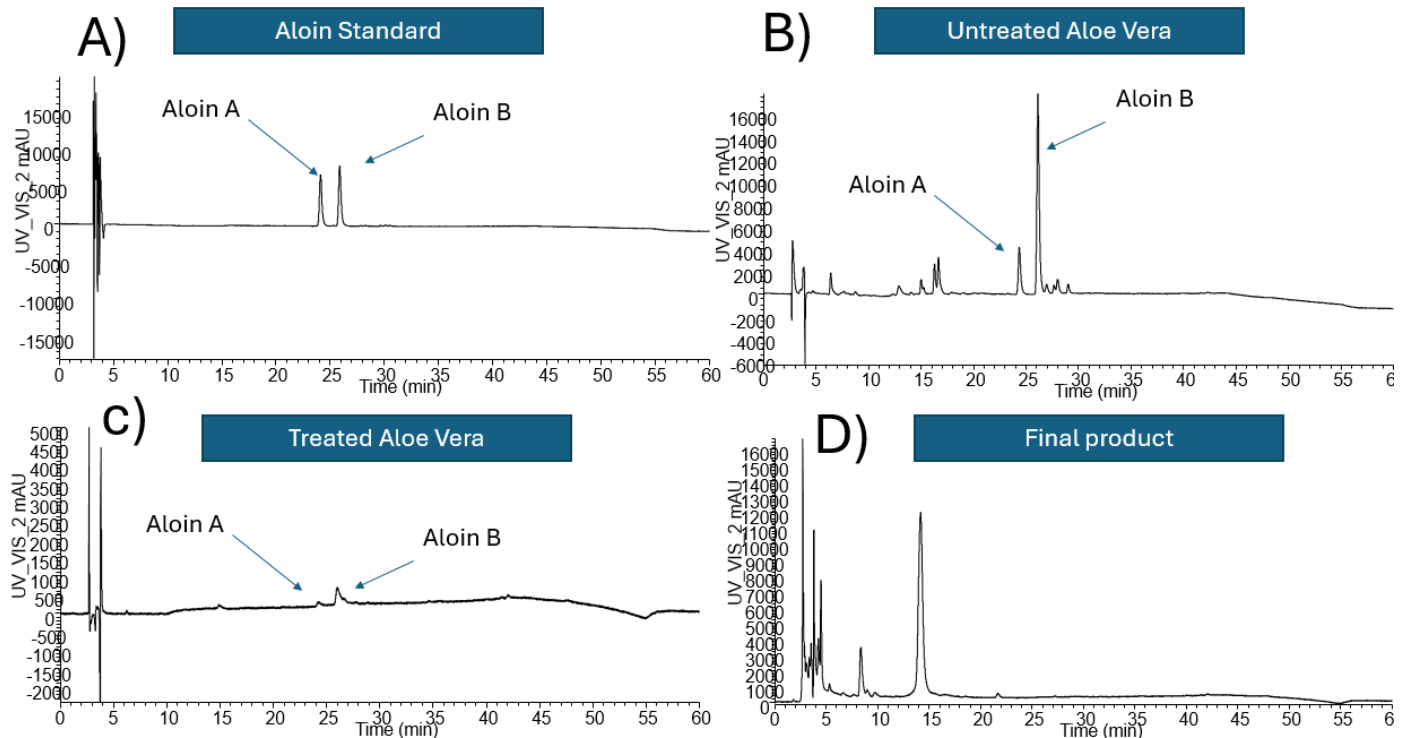 A)
Aloin Standard
UV_VIS_2 mAU
15000
10000
5000
0
-5000
-10000
-15000
Aloin A
Aloin B
0 5 10 15 20 25 30 35 40 45 50 55 60
Time (min)
B)
Untreated Aloe Vera
UV_VIS_2 mAU
16000
14000
12000
10000
8000
6000
4000
2000
0
-2000
-4000
-6000
Aloin B
Aloin A
0 5 10 15 20 25 30 35 40 45 50 55
Time (min)
c)
Treated Aloe Vera
UV_VIS_2 mAU
5000
4500
4000
3500
3000
2500
2000
1500
1000
500
0
-500
-1000
-1500
-2000
Aloin A
Aloin B
0 5 10 15 20 25 30 35 40 45 50 55 60
Time (min)
D)
Final product
UV_VIS_2 mAU
16000
15000
14000
13000
12000
11000
10000
9000
8000
7000
6000
5000
4000
3000
2000
1000
0
0 5 10 15 20 25 30 35 40 45 50 55 60
Time (min)